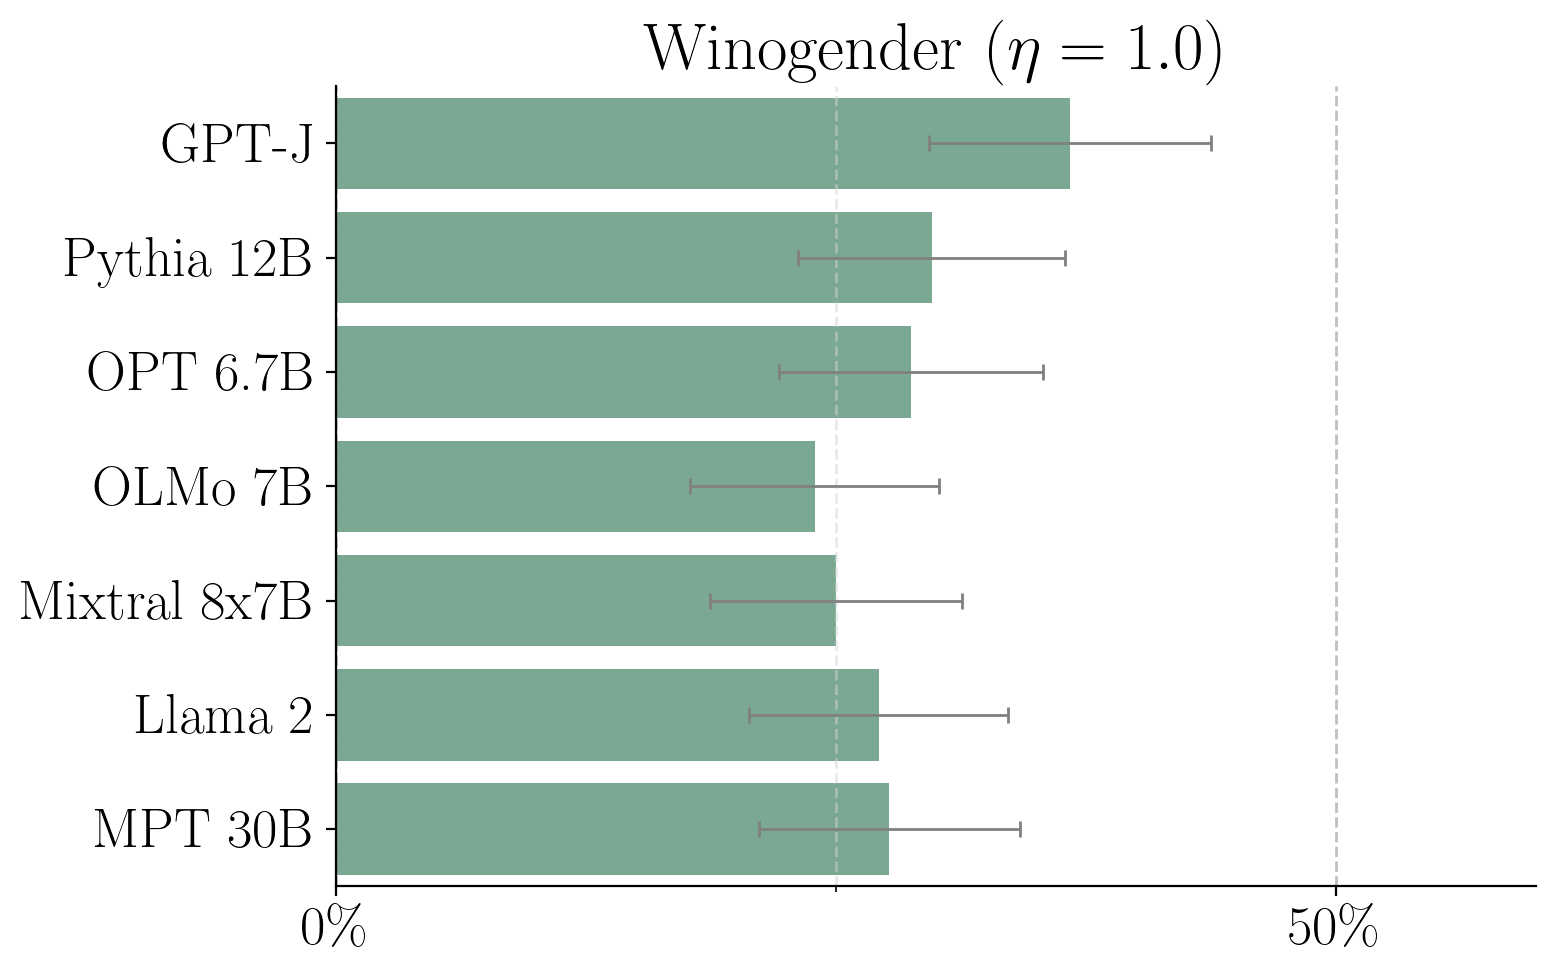 Winogender (η = 1.0)
GPT-J
Pythia 12B
OPT 6.7B
OLMo 7B
Mixtral 8x7B
Llama 2
MPT 30B
0% 50%